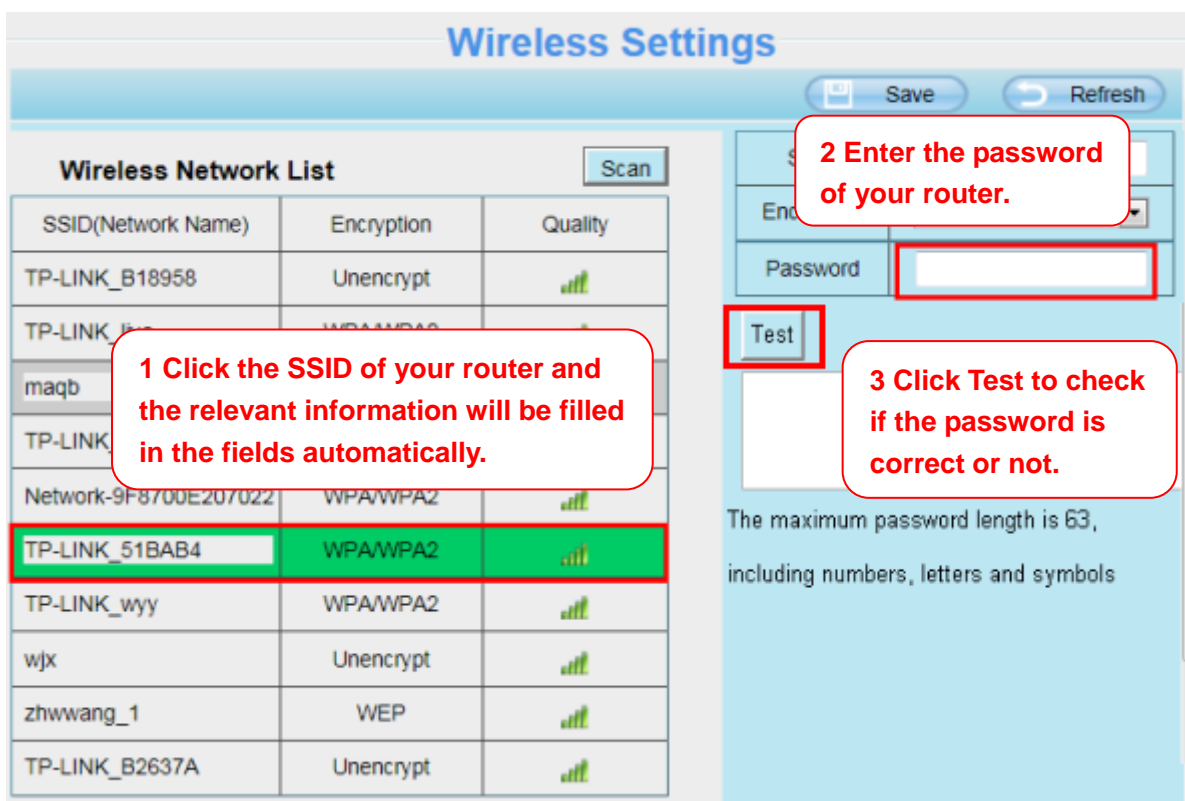 Wireless Settings
Save Refresh
Wireless Network List Scan
SSID(Network Name) Encryption Quality
TP-LINK_B18958 Unencrypt
maqb
TP-LINK_
Network-9F8700E207022 WPA/WPA2
TP-LINK_51BAB4 WPA/WPA2
TP-LINK_wyy WPA/WPA2
wjx Unencrypt
zhwwang_1 WEP
TP-LINK_B2637A Unencrypt
1 Click the SSID of your router and
the relevant information will be filled
in the fields automatically.
2 Enter the password
of your router.
Password
Test
3 Click Test to check
if the password is
correct or not.
The maximum password length is 63,
including numbers, letters and symbols